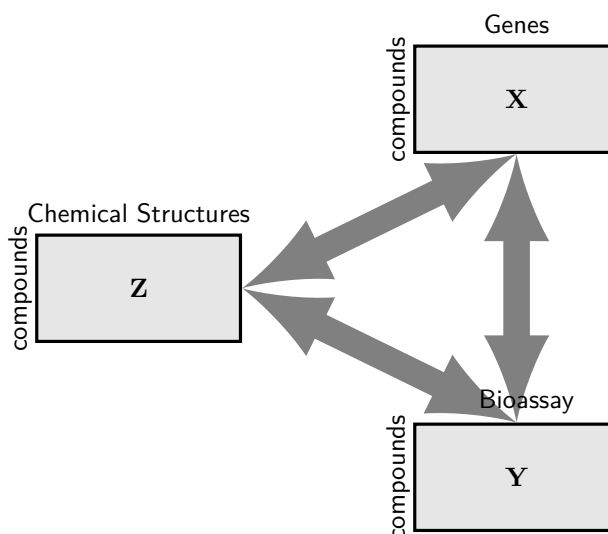 Genes
compounds
X
Chemical Structures
compounds
Z
Bioassay
compounds
Y